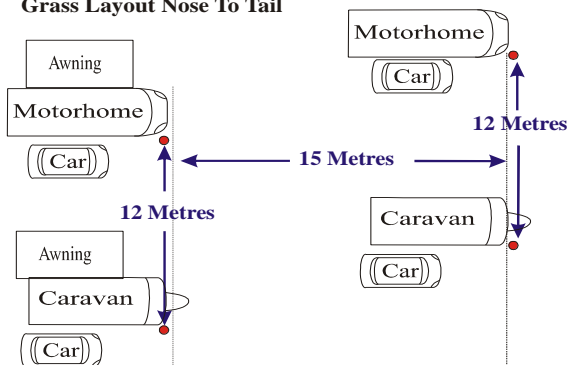 Grass Layout Nose To Tail
Motorhome
Car
12 Metres
Caravan
Car
15 Metres
Awning
Motorhome
Car
12 Metres
Awning
Caravan
Car